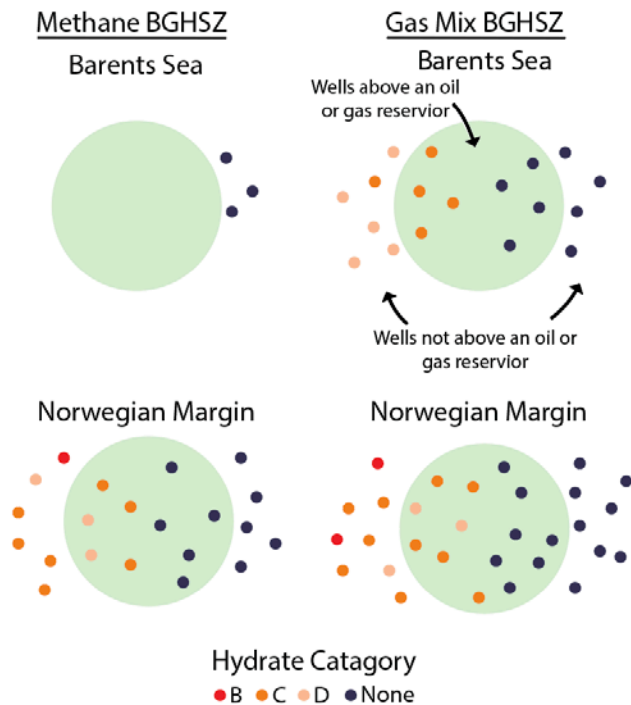 Methane BGHSZ
Gas Mix BGHSZ
Barents Sea
Barents Sea
Wells above an oil
or gas reservior
Wells not above an oil or
gas reservior
Norwegian Margin
Norwegian Margin
Hydrate Catagory
B C D None